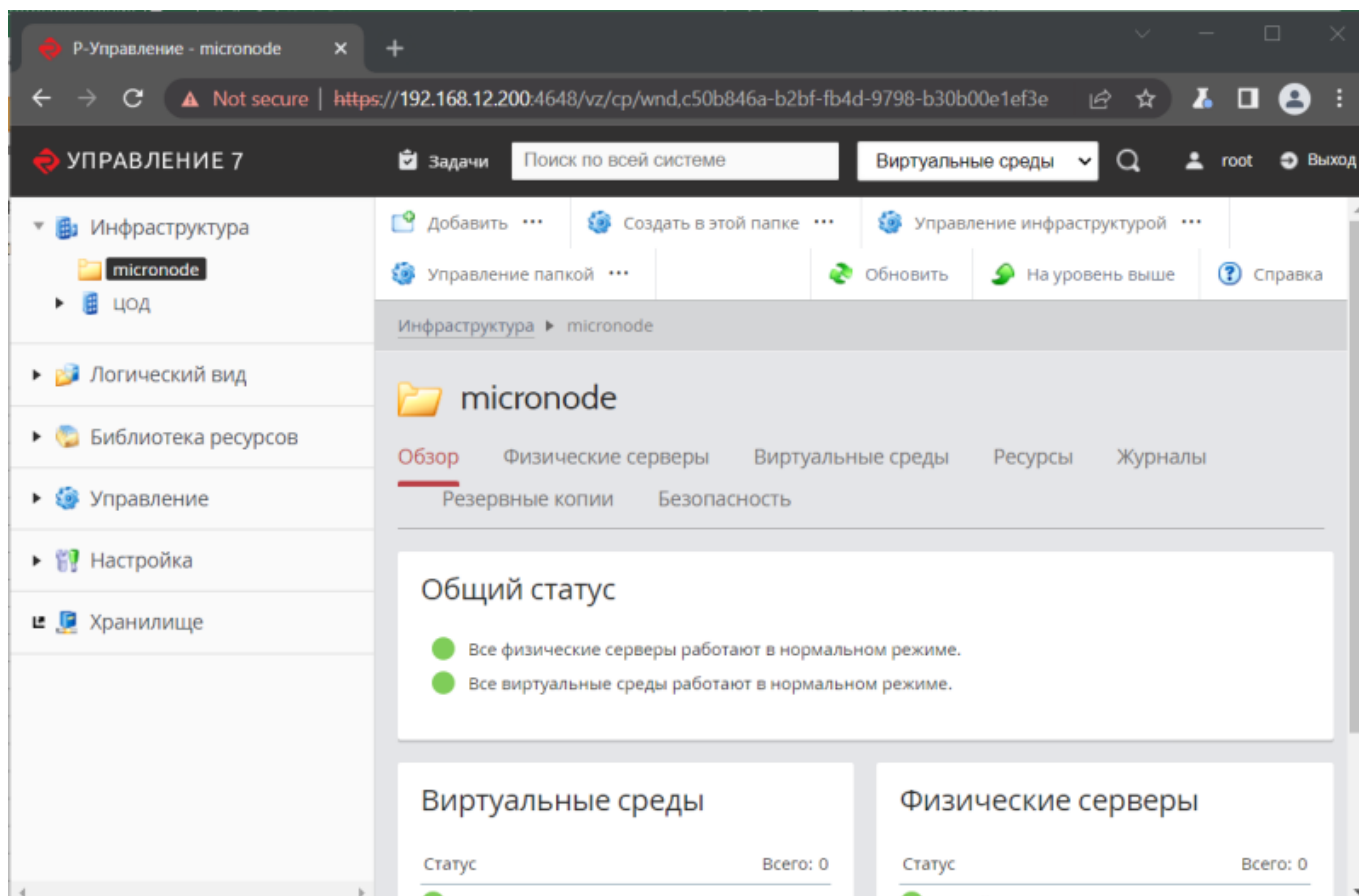 Р-Управление - micronode
Not secure | https://192.168.12.200:4648/vz/cp/wnd,c50b846a-b2bf-fb4d-9798-b30b00e1ef3e
УПРАВЛЕНИЕ 7
Задачи
Поиск по всей системе
Виртуальные среды
root
Выход
Инфраструктура
micronode
ЦОД
Логический вид
Библиотека ресурсов
Управление
Настройка
Хранилище
Добавить ··· Создать в этой папке ··· Управление инфраструктурой ···
Управление папкой ··· Обновить На уровень выше Справка
Инфраструктура micronode
micronode
Обзор Физические серверы Виртуальные среды Ресурсы Журналы
Резервные копии Безопасность
Общий статус
Все физические серверы работают в нормальном режиме.
Все виртуальные среды работают в нормальном режиме.
Виртуальные среды
Статус Всего: 0
Физические серверы
Статус Всего: 0